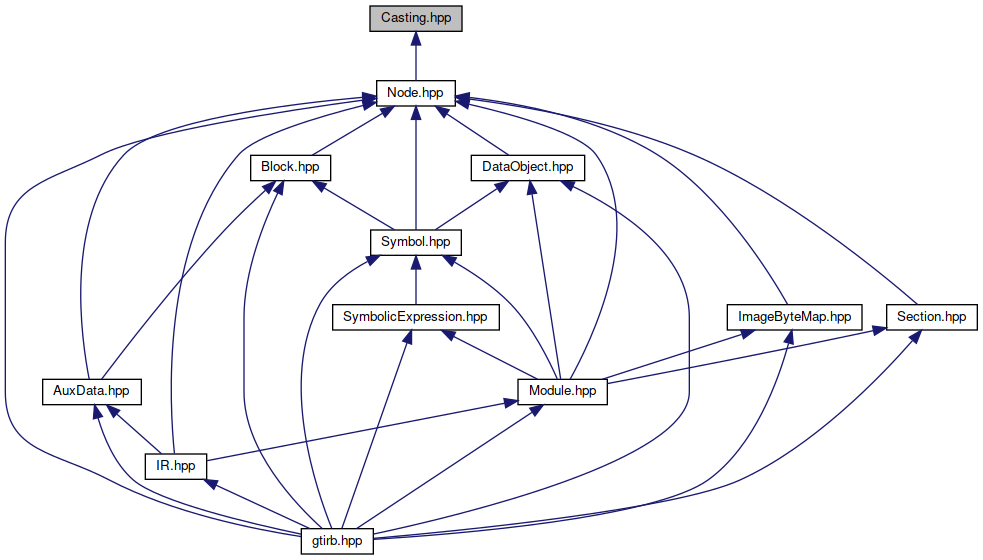 Casting.hpp
Node.hpp
Block.hpp
DataObject.hpp
Symbol.hpp
SymbolicExpression.hpp
ImageByteMap.hpp
Section.hpp
AuxData.hpp
Module.hpp
IR.hpp
gtirb.hpp